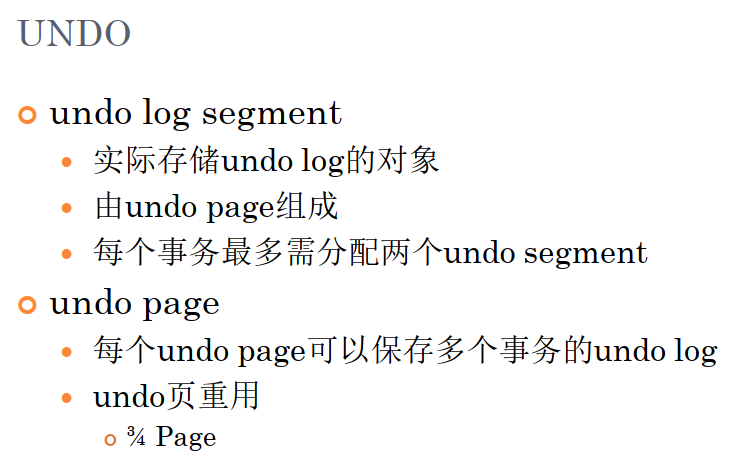 UNDO
undo log segment
实际存储undo log的对象
由undo page组成
每个事务最多需分配两个undo segment
undo page
每个undo page可以保存多个事务的undo log
undo页重用
¾ Page